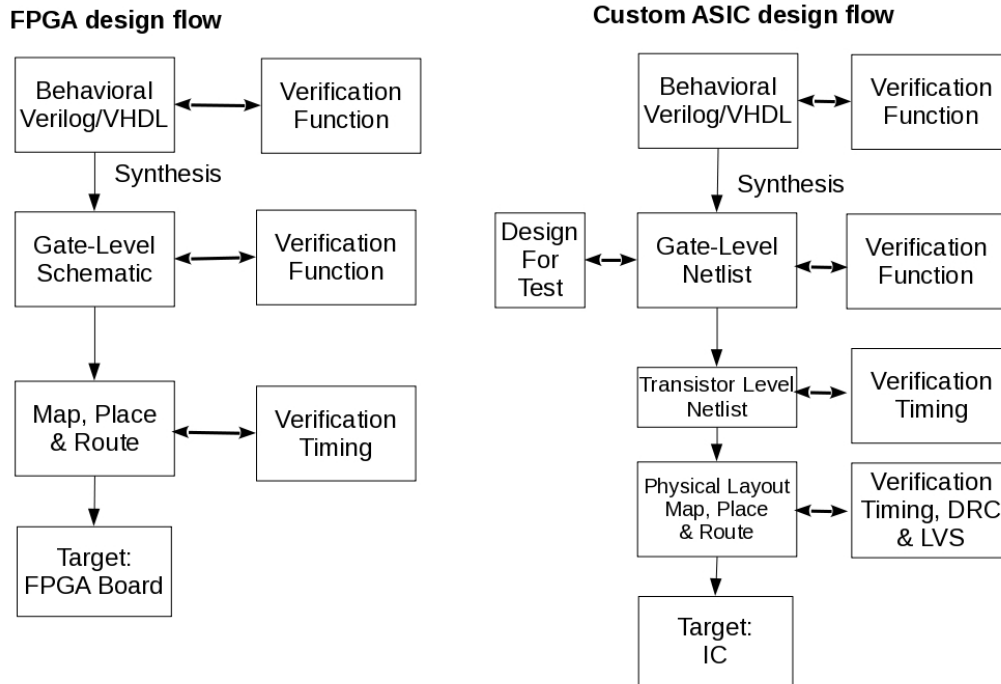 FPGA design flow
Behavioral
Verilog/VHDL
Verification
Function
Synthesis
Gate-Level
Schematic
Verification
Function
Map, Place
& Route
Verification
Timing
Target:
FPGA Board
Custom ASIC design flow
Behavioral
Verilog/VHDL
Verification
Function
Synthesis
Design
For
Test
Gate-Level
Netlist
Verification
Function
Transistor Level
Netlist
Verification
Timing
Physical Layout
Map, Place
& Route
Verification
Timing, DRC
& LVS
Target:
IC